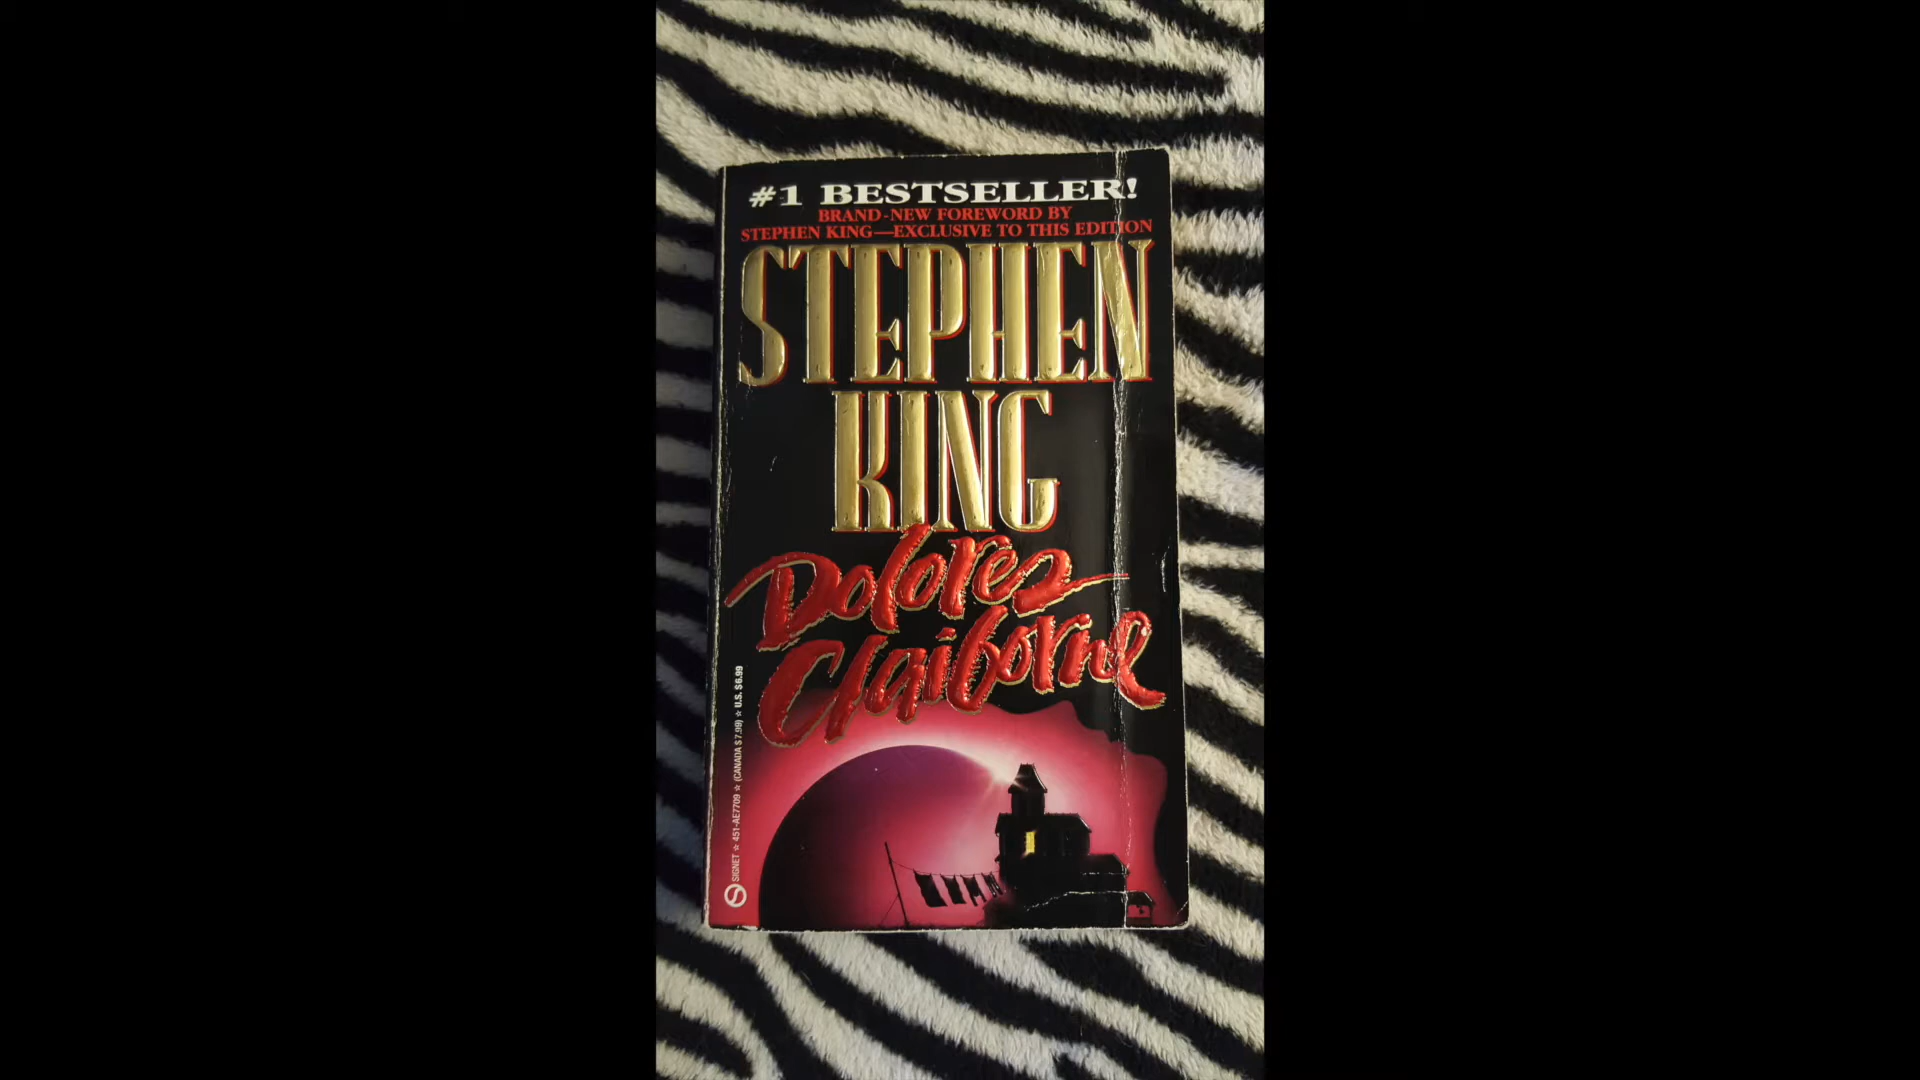 #1 BESTSELLER!
BRAND-NEW FOREWORD BY
STEPHEN KING—EXCLUSIVE TO THIS EDITION
STEPHEN
KING
Dolores
Claiborne
SIGNET ★ 451-AE7709 ★ (CANADA $7.99) ★ U.S. $6.99